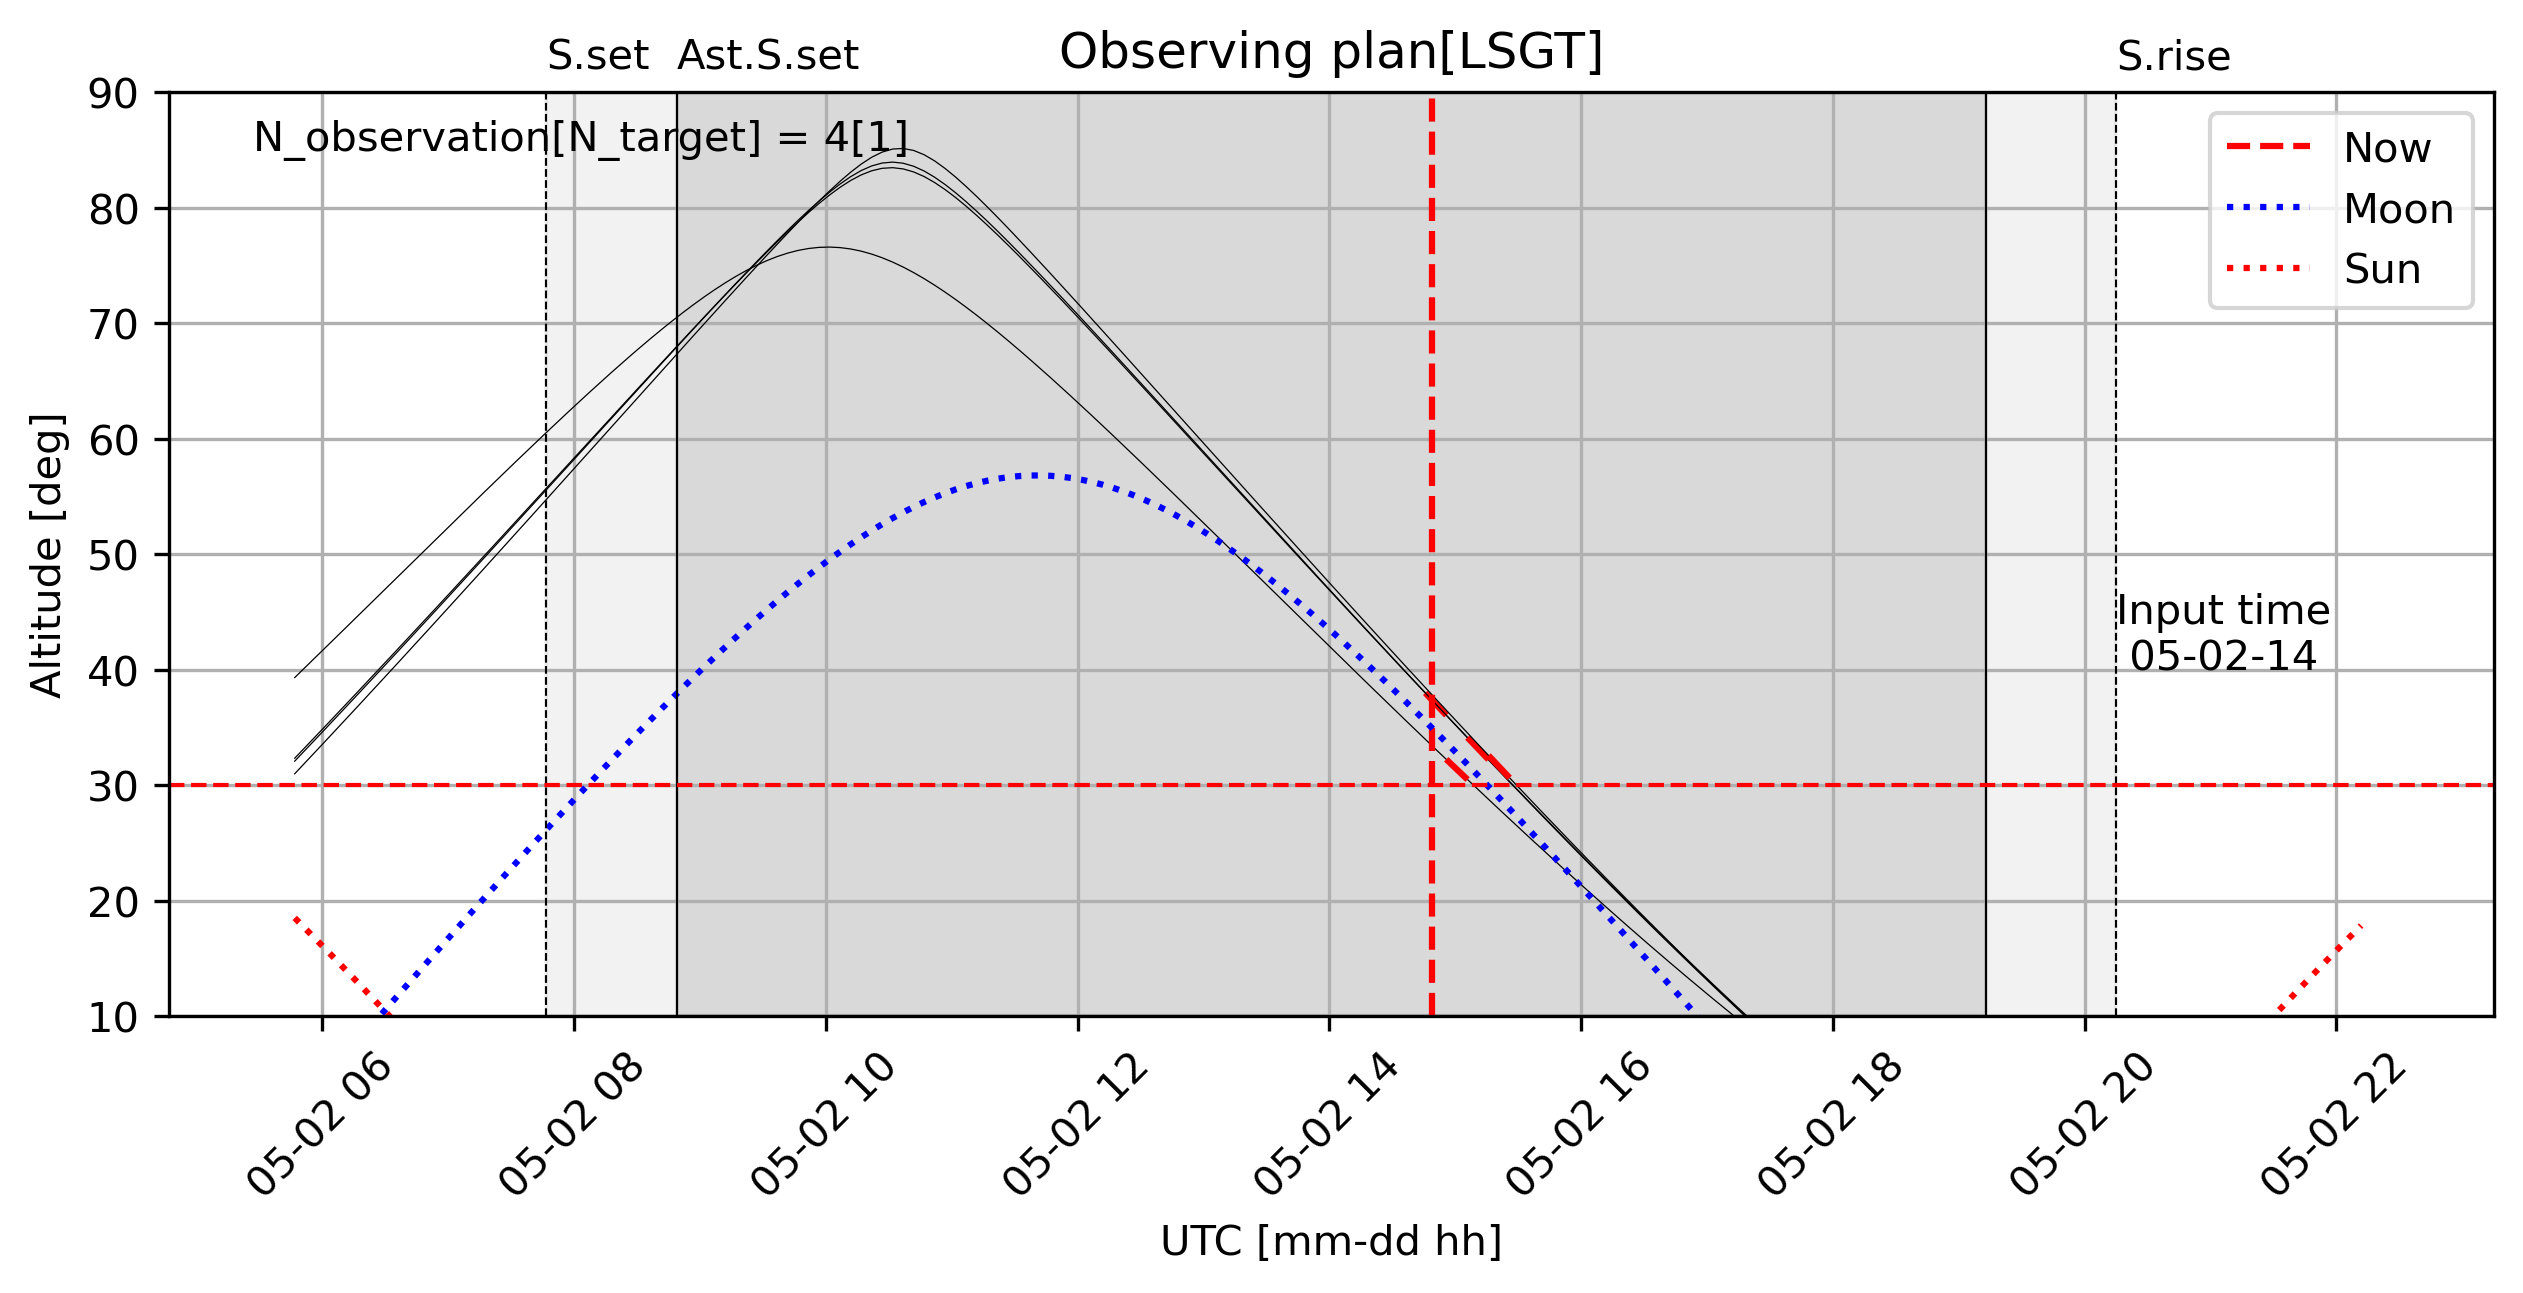 S.set Ast.S.set Observing plan[LSGT] S.rise
N_observation[N_target] = 4[1]
Now
Moon
Sun
90
80
70
60
50
40
30
20
10
Altitude [deg]
Input time
05-02-14
05-02 06
05-02 08
05-02 10
05-02 12
05-02 14
05-02 16
05-02 18
05-02 20
05-02 22
UTC [mm-dd hh]